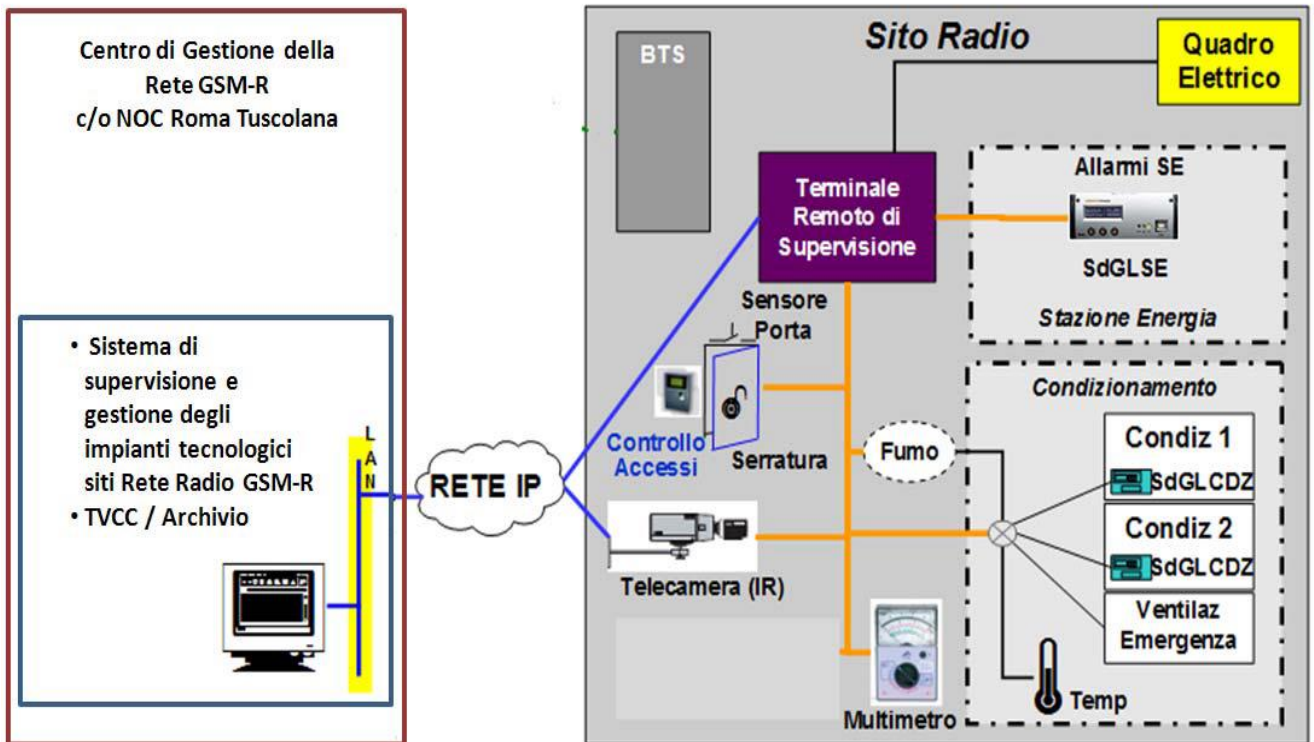 Centro di Gestione della
Rete GSM-R
c/o NOC Roma Tuscolana
• Sistema di
supervisione e
gestione degli
impianti tecnologici
siti Rete Radio GSM-R
• TVCC / Archivio
L
A
N
RETE IP
Sito Radio
BTS
Quadro
Elettrico
Terminale
Remoto di
Supervisione
Allarmi SE
SdGLSE
Stazione Energia
Sensore
Porta
Controllo
Accessi
Serratura
Fumo
Telecamera (IR)
Multimetro
Condizionamento
Condiz 1
SdGLCDZ
Condiz 2
SdGLCDZ
Ventilaz
Emergenza
Temp